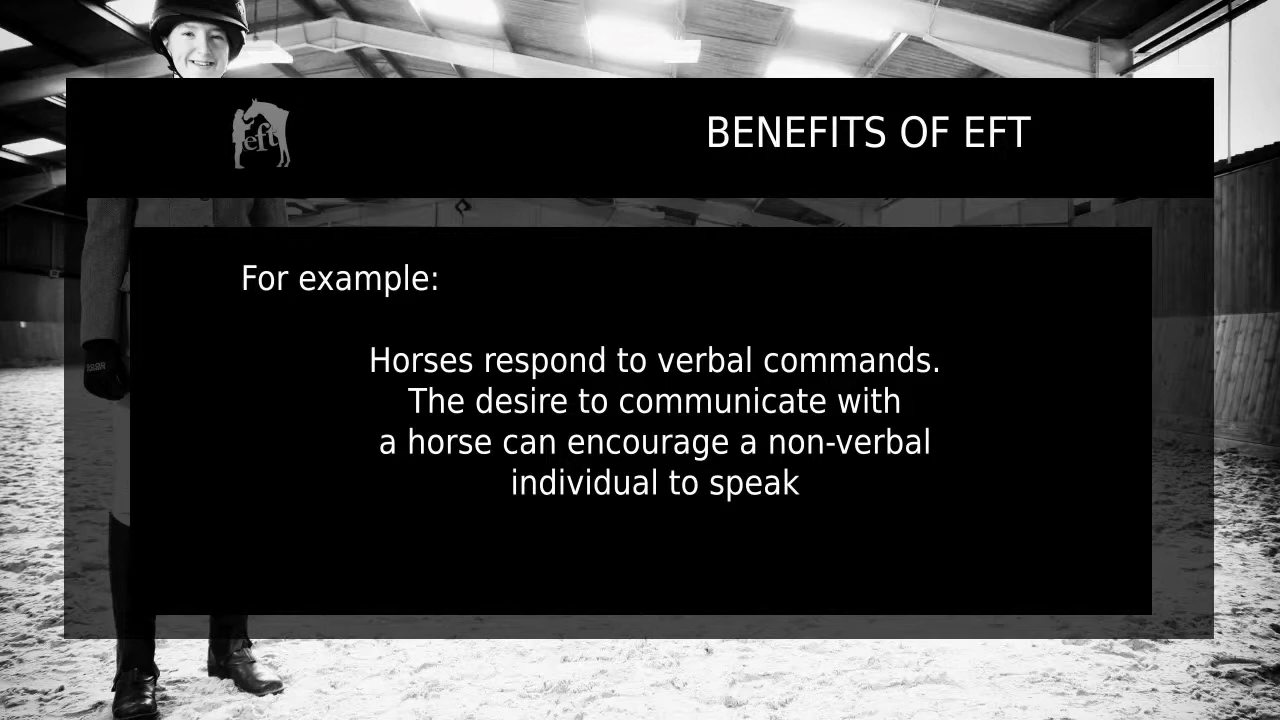 eft
BENEFITS OF EFT
For example:
Horses respond to verbal commands.
The desire to communicate with
a horse can encourage a non-verbal
individual to speak